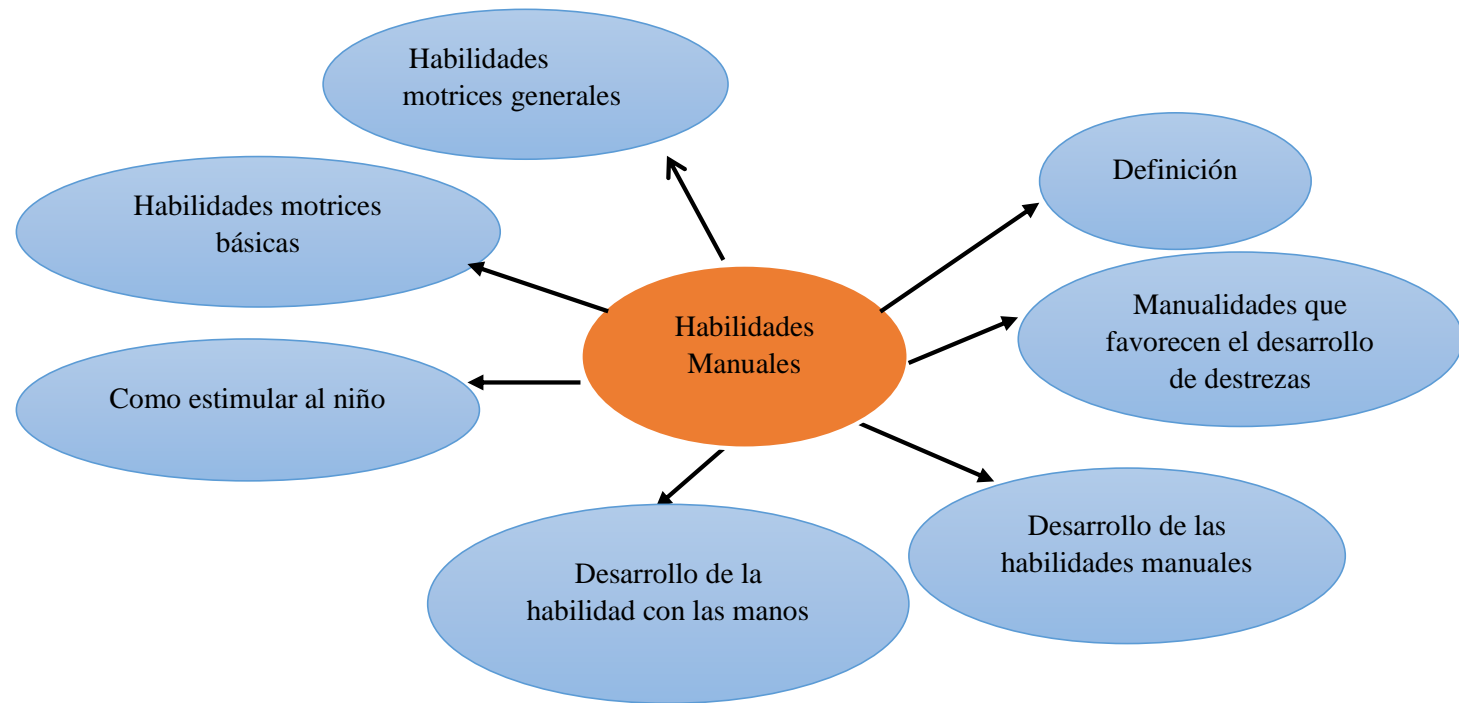 Habilidades
motrices generales
Definición
Habilidades motrices
básicas
Manualidades que
favorecen el desarrollo
de destrezas
Habilidades
Manuales
Como estimular al niño
Desarrollo de las
habilidades manuales
Desarrollo de la
habilidad con las manos